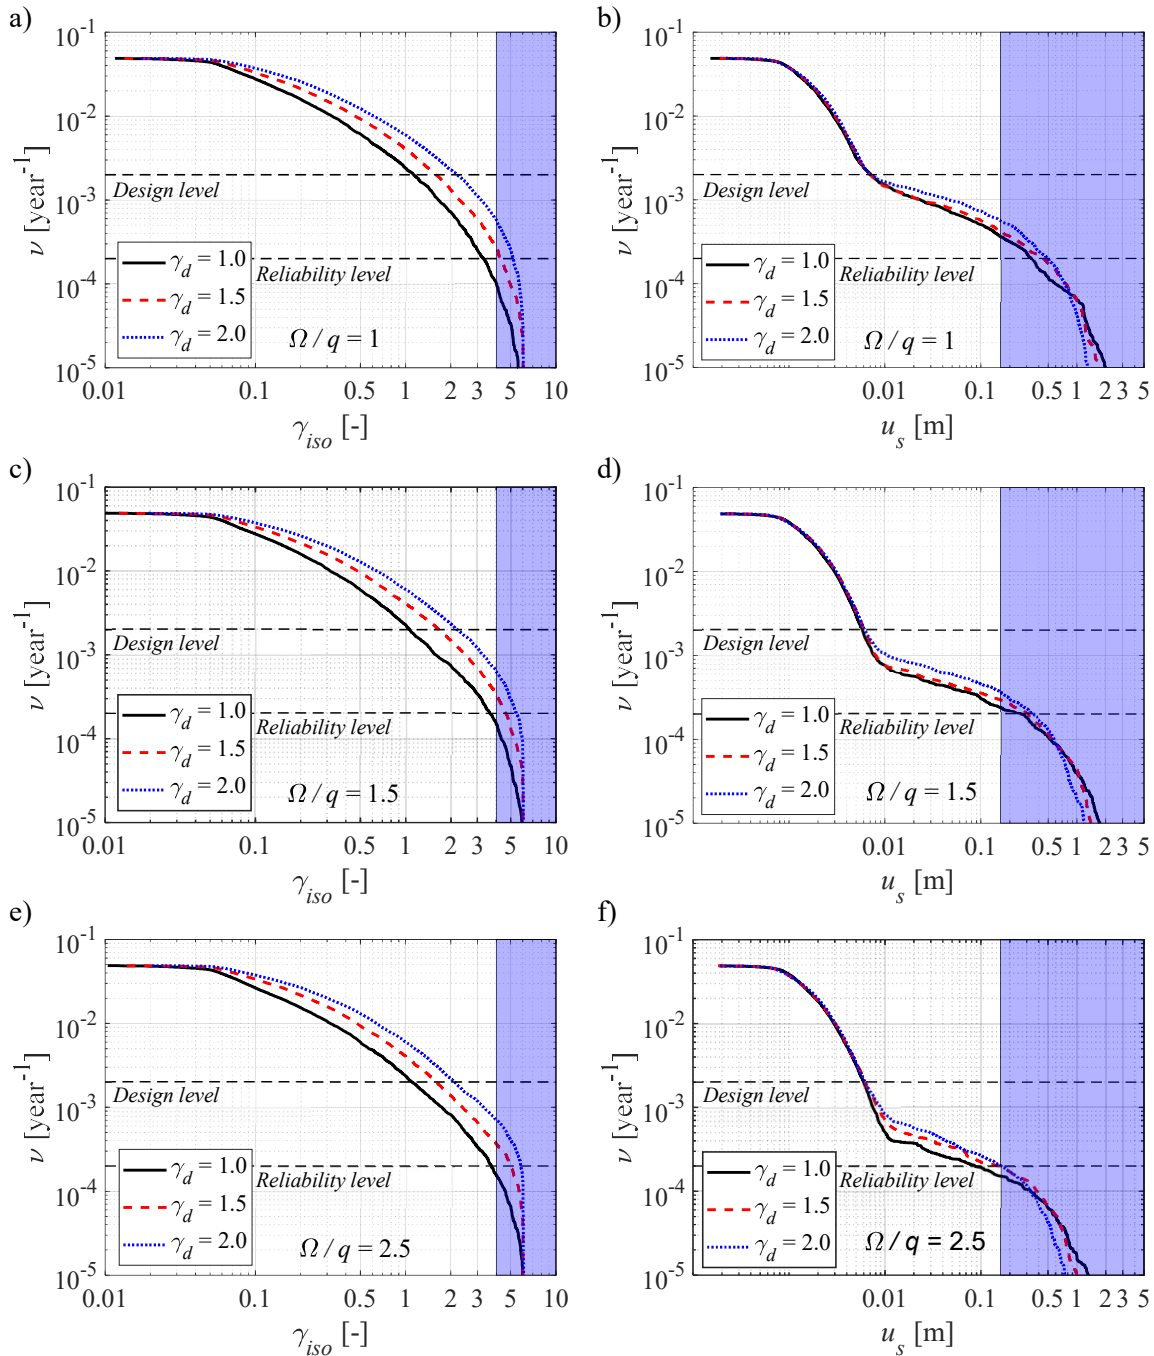 a)
10^-1
10^-2
10^-3
10^-4
10^-5
ν [year^-1]
Design level
Reliability level
γ_d = 1.0
γ_d = 1.5
γ_d = 2.0
Ω / q = 1
0.01 0.1 1 2 3 5 10
γ_iso [-]
b)
10^-1
10^-2
10^-3
10^-4
10^-5
ν [year^-1]
Design level
Reliability level
γ_d = 1.0
γ_d = 1.5
γ_d = 2.0
Ω / q = 1
0.01 0.1 0.5 1 2 3 5
u_s [m]
c)
10^-1
10^-2
10^-3
10^-4
10^-5
ν [year^-1]
Design level
Reliability level
γ_d = 1.0
γ_d = 1.5
γ_d = 2.0
Ω / q = 1.5
0.01 0.1 1 2 3 5 10
γ_iso [-]
d)
10^-1
10^-2
10^-3
10^-4
10^-5
ν [year^-1]
Design level
Reliability level
γ_d = 1.0
γ_d = 1.5
γ_d = 2.0
Ω / q = 1.5
0.01 0.1 0.5 1 2 3 5
u_s [m]
e)
10^-1
10^-2
10^-3
10^-4
10^-5
ν [year^-1]
Design level
Reliability level
γ_d = 1.0
γ_d = 1.5
γ_d = 2.0
Ω / q = 2.5
0.01 0.1 1 2 3 5 10
γ_iso [-]
f)
10^-1
10^-2
10^-3
10^-4
10^-5
ν [year^-1]
Design level
Reliability level
γ_d = 1.0
γ_d = 1.5
γ_d = 2.0
Ω / q = 2.5
0.01 0.1 0.5 1 2 3 5
u_s [m]